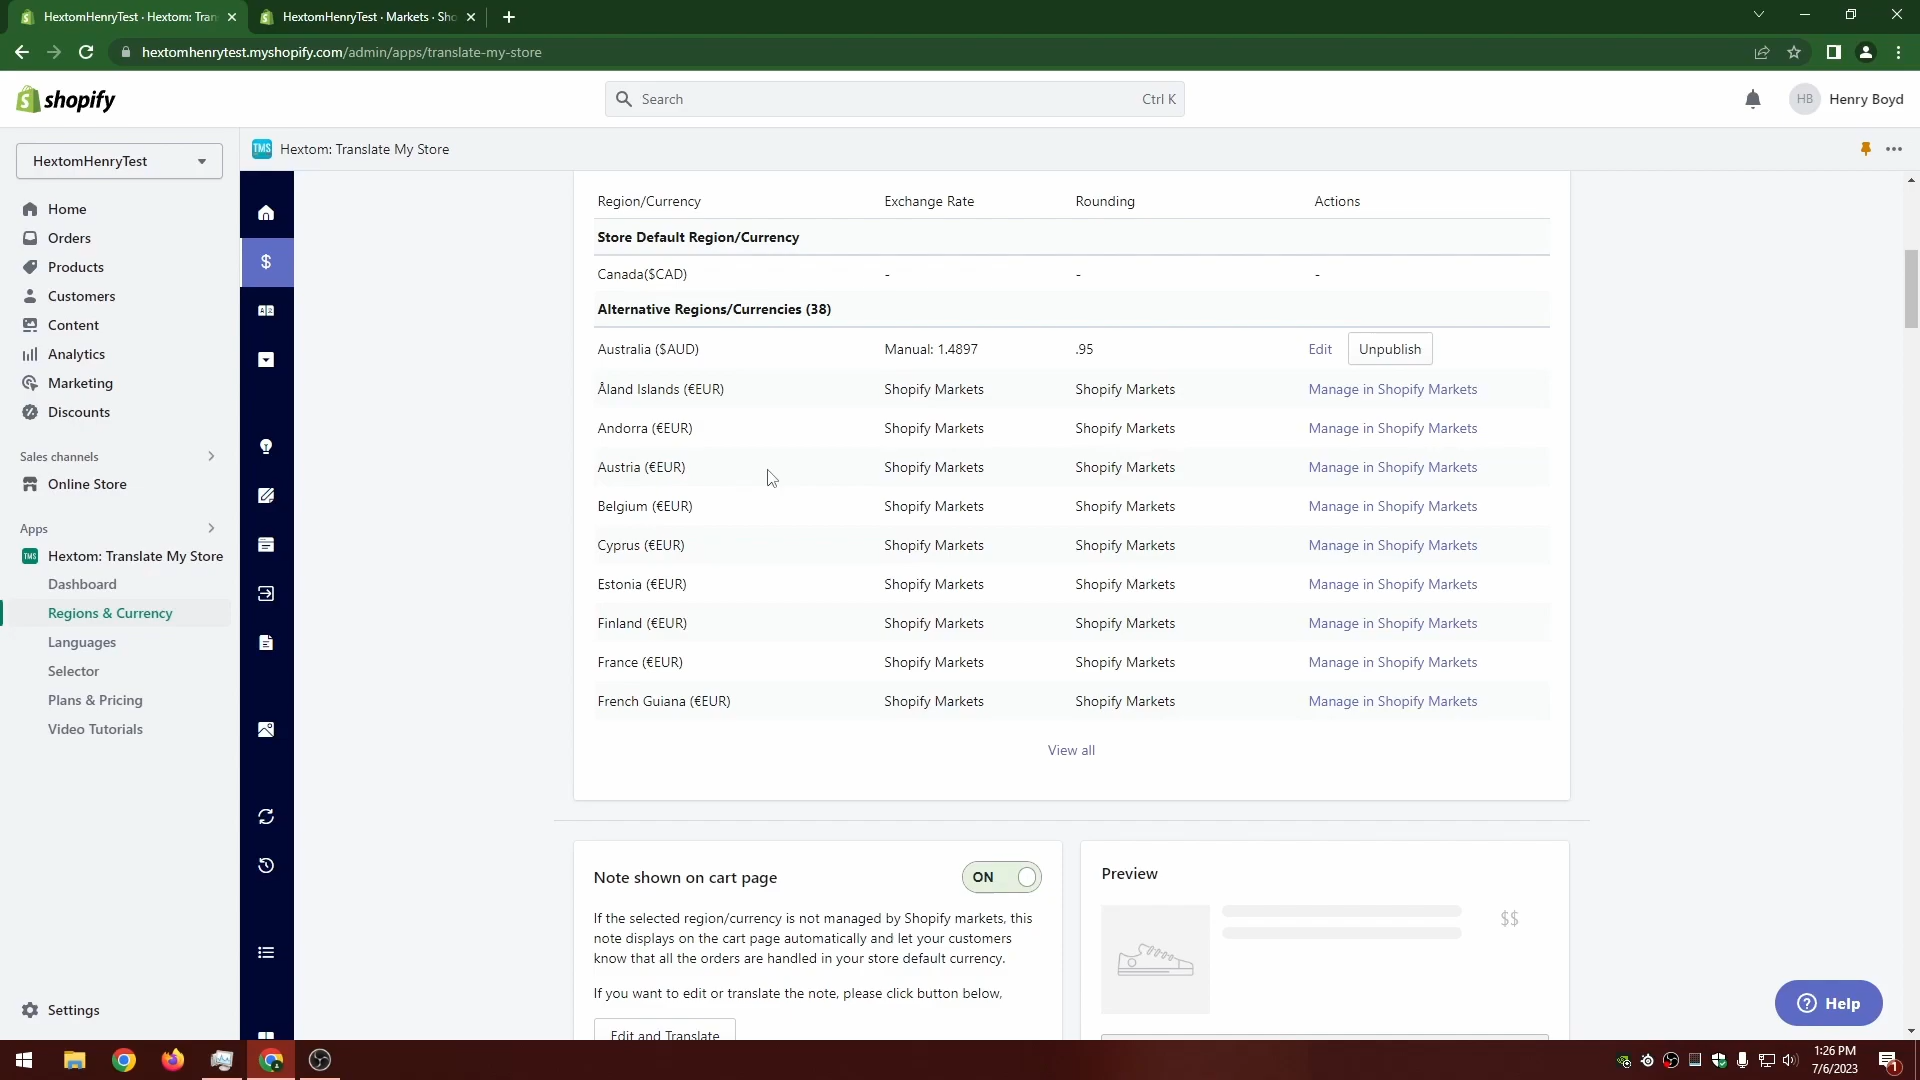 HextomHenryTest · Hextom: Tran
HextomHenryTest · Markets · Sho
hextomhenrytest.myshopify.com/admin/apps/translate-my-store
shopify
Search
Ctrl K
HB
Henry Boyd
HextomHenryTest
TMS
Hextom: Translate My Store
Home
Orders
Products
Customers
Content
Analytics
Marketing
Discounts
Sales channels
Online Store
Apps
TMS
Hextom: Translate My Store
Dashboard
Regions & Currency
Languages
Selector
Plans & Pricing
Video Tutorials
Settings
$
Region/Currency Exchange Rate Rounding Actions
Store Default Region/Currency
Canada($CAD) - - -
Alternative Regions/Currencies (38)
Australia ($AUD) Manual: 1.4897 .95 Edit Unpublish
Åland Islands (€EUR) Shopify Markets Shopify Markets Manage in Shopify Markets
Andorra (€EUR) Shopify Markets Shopify Markets Manage in Shopify Markets
Austria (€EUR) Shopify Markets Shopify Markets Manage in Shopify Markets
Belgium (€EUR) Shopify Markets Shopify Markets Manage in Shopify Markets
Cyprus (€EUR) Shopify Markets Shopify Markets Manage in Shopify Markets
Estonia (€EUR) Shopify Markets Shopify Markets Manage in Shopify Markets
Finland (€EUR) Shopify Markets Shopify Markets Manage in Shopify Markets
France (€EUR) Shopify Markets Shopify Markets Manage in Shopify Markets
French Guiana (€EUR) Shopify Markets Shopify Markets Manage in Shopify Markets
View all
Note shown on cart page
ON
If the selected region/currency is not managed by Shopify markets, this
note displays on the cart page automatically and let your customers
know that all the orders are handled in your store default currency.
If you want to edit or translate the note, please click button below,
Edit and Translate
Preview
$$
Help
1:26 PM
7/6/2023
1